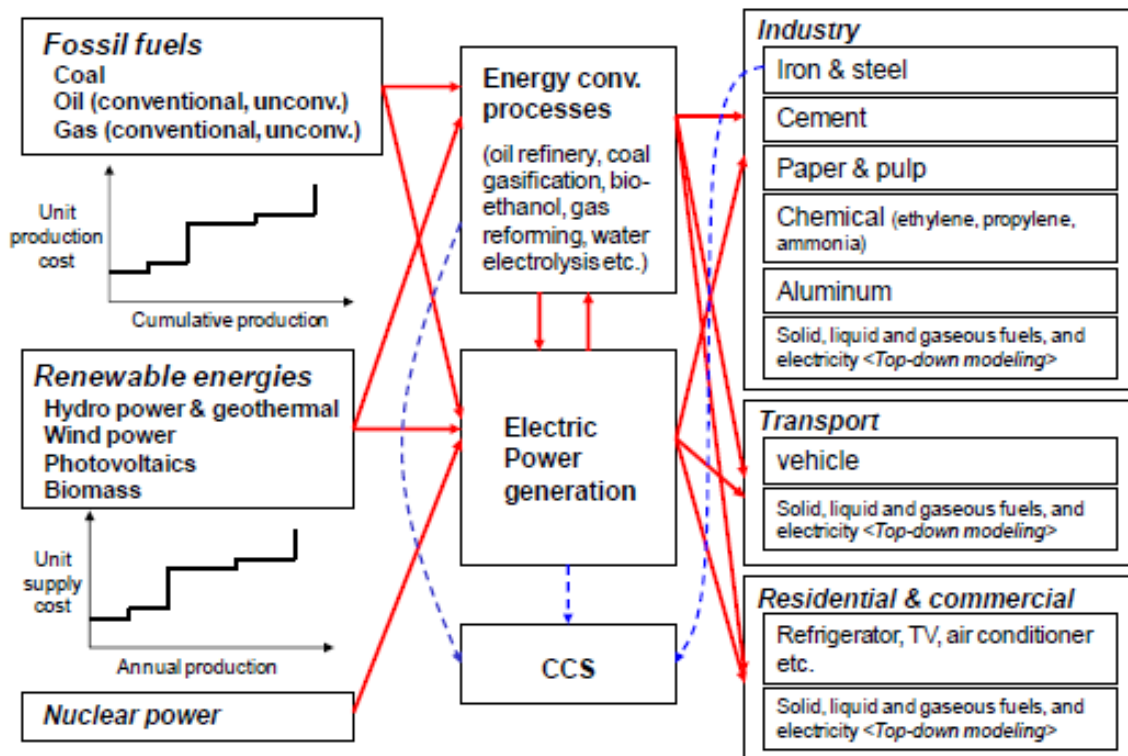 Fossil fuels
Coal
Oil (conventional, unconv.)
Gas (conventional, unconv.)
Unit
production
cost
Cumulative production
Renewable energies
Hydro power & geothermal
Wind power
Photovoltaics
Biomass
Unit
supply
cost
Annual production
Nuclear power
Energy conv.
processes
(oil refinery, coal
gasification, bio-
ethanol, gas
reforming, water
electrolysis etc.)
Electric
Power
generation
CCS
Industry
Iron & steel
Cement
Paper & pulp
Chemical (ethylene, propylene,
ammonia)
Aluminum
Solid, liquid and gaseous fuels, and
electricity <Top-down modeling>
Transport
vehicle
Solid, liquid and gaseous fuels, and
electricity <Top-down modeling>
Residential & commercial
Refrigerator, TV, air conditioner
etc.
Solid, liquid and gaseous fuels, and
electricity <Top-down modeling>